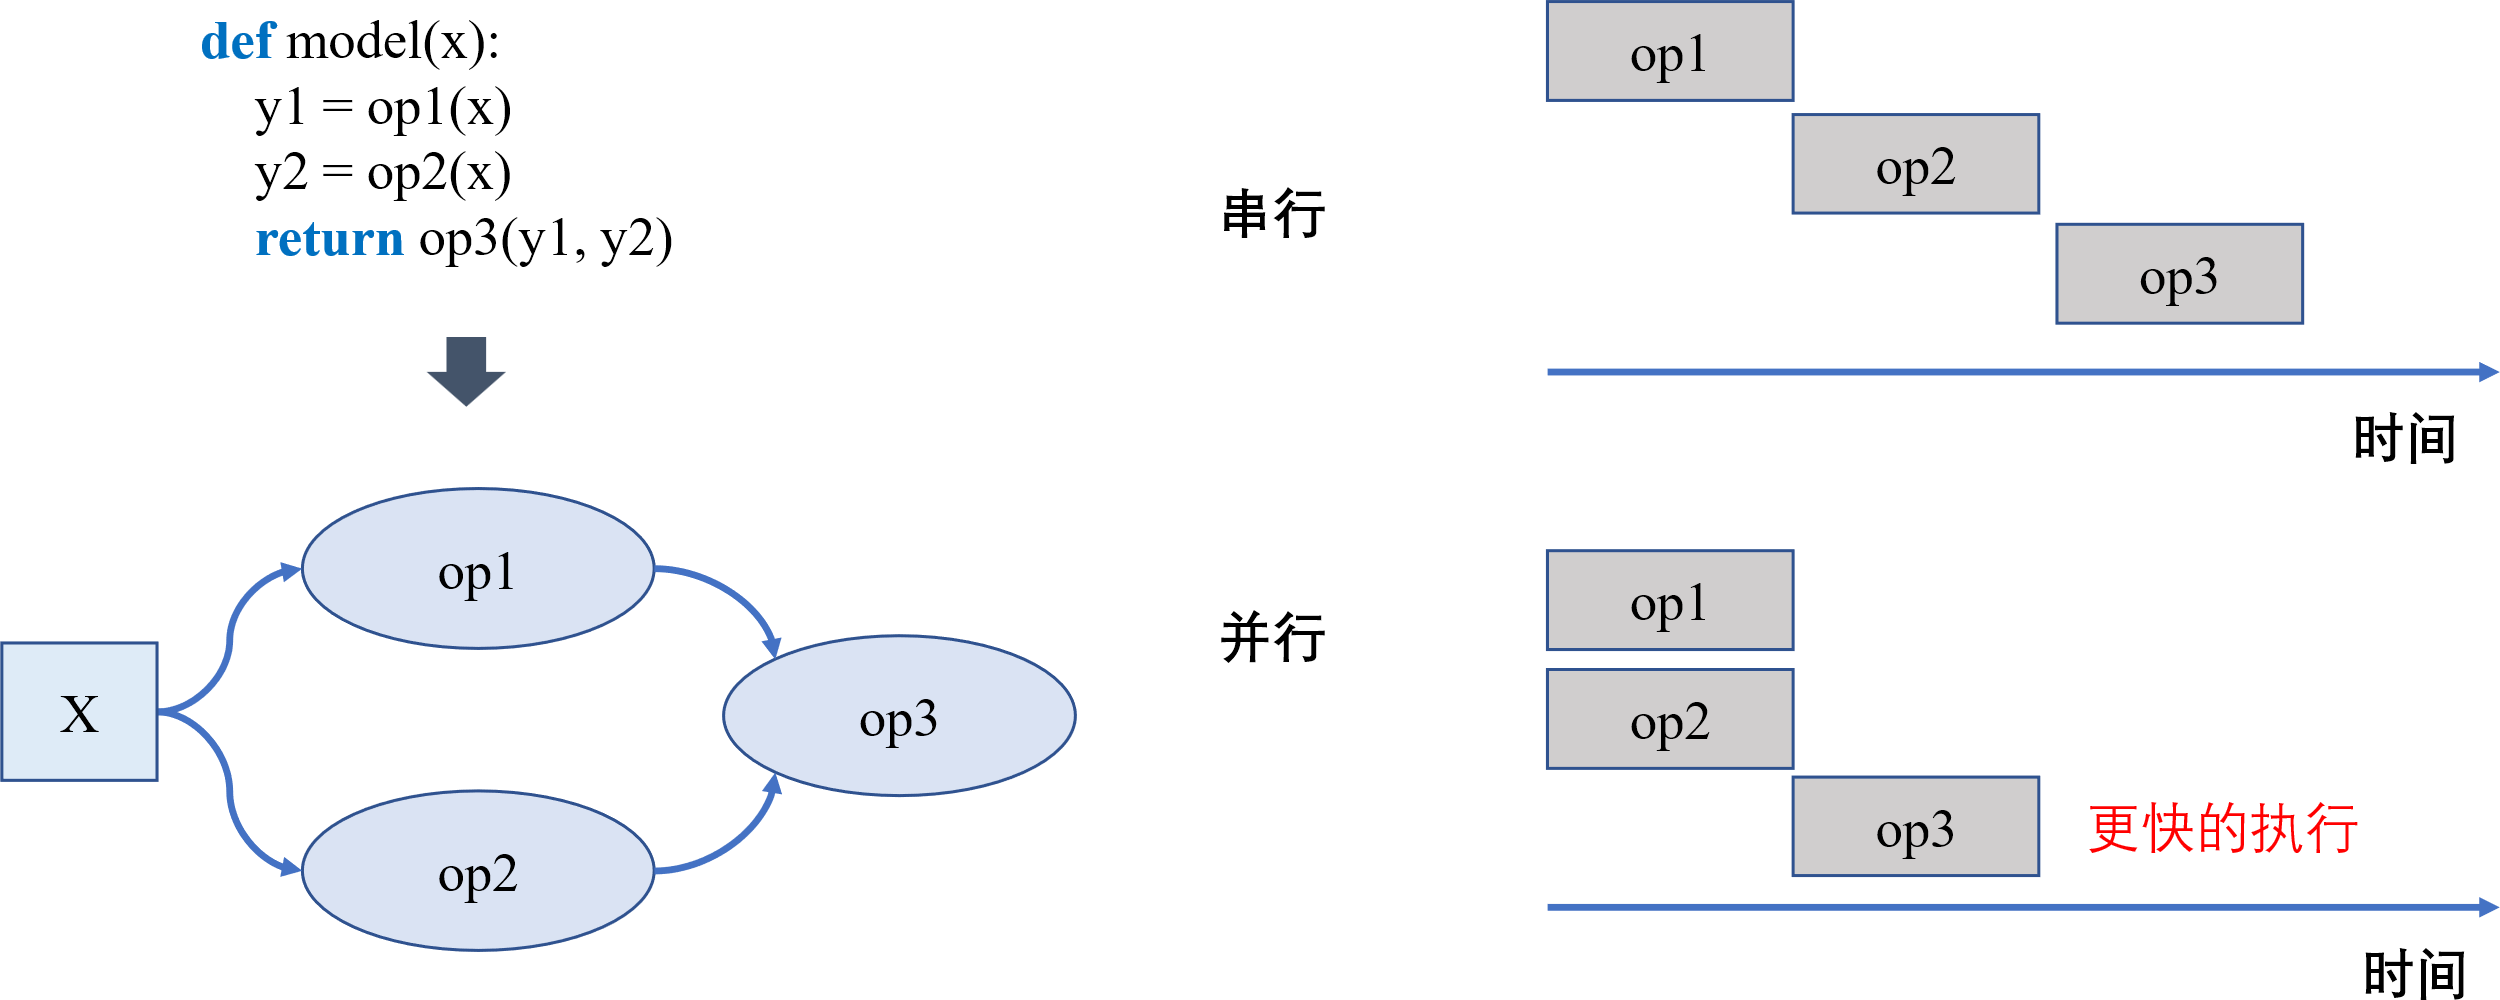 def model(x):
y1 = op1(x)
y2 = op2(x)
return op3(y1, y2)
X
op1
op2
op3
串行
op1
op2
op3
时间
并行
op1
op2
op3
更快的执行
时间